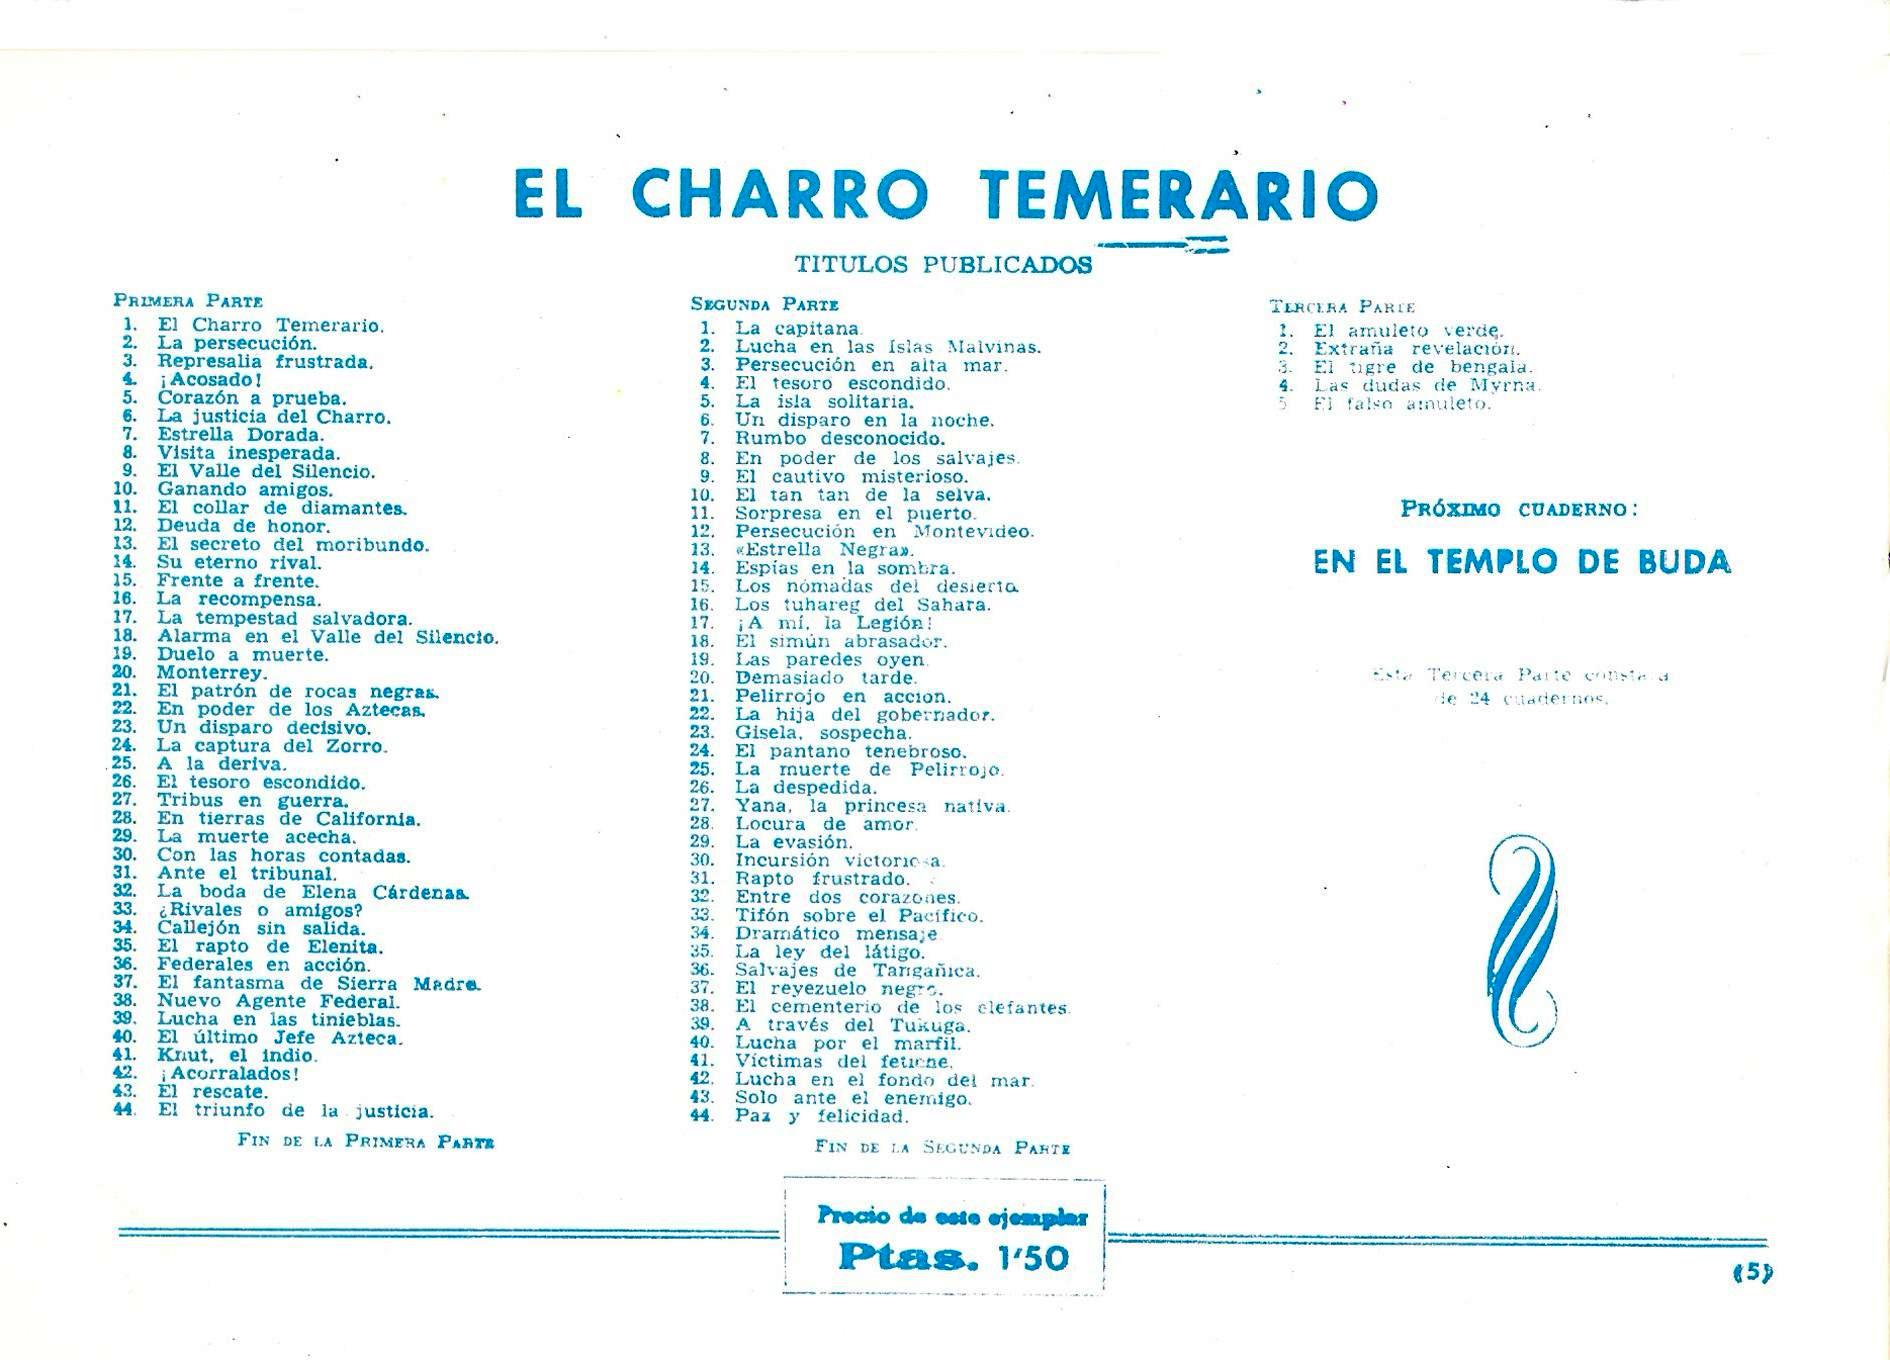 EL CHARRO TEMERARIO
TITULOS PUBLICADOS
PRIMERA PARTE
1. El Charro Temerario.
2. La persecución.
3. Represalia frustrada.
4. ¡Acosado!
5. Corazón a prueba.
6. La justicia del Charro.
7. Estrella Dorada.
8. Visita inesperada.
9. El Valle del Silencio.
10. Ganando amigos.
11. El collar de diamantes.
12. Deuda de honor.
13. El secreto del moribundo.
14. Su eterno rival.
15. Frente a frente.
16. La recompensa.
17. La tempestad salvadora.
18. Alarma en el Valle del Silencio.
19. Duelo a muerte.
20. Monterrey.
21. El patrón de rocas negras.
22. En poder de los Aztecas.
23. Un disparo decisivo.
24. La captura del Zorro.
25. A la deriva.
26. El tesoro escondido.
27. Tribus en guerra.
28. En tierras de California.
29. La muerte acecha.
30. Con las horas contadas.
31. Ante el tribunal.
32. La boda de Elena Cárdenas.
33. ¿Rivales o amigos?
34. Callejón sin salida.
35. El rapto de Elenita.
36. Federales en acción.
37. El fantasma de Sierra Madre.
38. Nuevo Agente Federal.
39. Lucha en las tinieblas.
40. El último Jefe Azteca.
41. Knut, el indio.
42. ¡Acorralados!
43. El rescate.
44. El triunfo de la justicia.
FIN DE LA PRIMERA PARTE
SEGUNDA PARTE
1. La capitana.
2. Lucha en las Islas Malvinas.
3. Persecución en alta mar.
4. El tesoro escondido.
5. La isla solitaria.
6. Un disparo en la noche.
7. Rumbo desconocido.
8. En poder de los salvajes.
9. El cautivo misterioso.
10. El tan tan de la selva.
11. Sorpresa en el puerto.
12. Persecución en Montevideo.
13. «Estrella Negra».
14. Espías en la sombra.
15. Los nómadas del desierto.
16. Los tuhareg del Sahara.
17. ¡A mí, la Legión!
18. El simún abrasador.
19. Las paredes oyen.
20. Demasiado tarde.
21. Pelirrojo en acción.
22. La hija del gobernador.
23. Gisela, sospecha.
24. El pantano tenebroso.
25. La muerte de Pelirrojo.
26. La despedida.
27. Yana, la princesa nativa.
28. Locura de amor.
29. La evasión.
30. Incursión victoriosa.
31. Rapto frustrado.
32. Entre dos corazones.
33. Tifón sobre el Pacífico.
34. Dramático mensaje.
35. La ley del látigo.
36. Salvajes de Tangañica.
37. El reyezuelo negro.
38. El cementerio de los elefantes.
39. A través del Tukuga.
40. Lucha por el marfil.
41. Víctimas del fetiche.
42. Lucha en el fondo del mar.
43. Solo ante el enemigo.
44. Paz y felicidad.
FIN DE LA SEGUNDA PARTE
TERCERA PARTE
1. El amuleto verde.
2. Extraña revelación.
3. El tigre de bengala.
4. Las dudas de Myrna.
5 El falso amuleto.
PRÓXIMO CUADERNO:
EN EL TEMPLO DE BUDA
Esta Tercera Parte constará
de 24 cuadernos.
Precio de este ejemplar
Ptas. 1'50
(5)